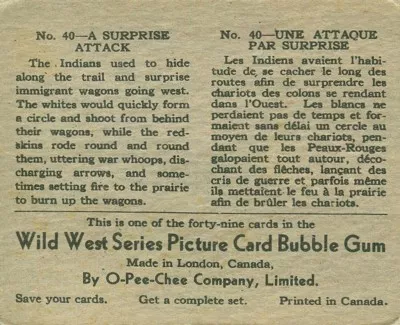 No. 40—A SURPRISE
ATTACK
The Indians used to hide
along the trail and surprise
immigrant wagons going west.
The whites would quickly form
a circle and shoot from behind
their wagons, while the red-
skins rode round and round
them, uttering war whoops, dis-
charging arrows, and some-
times setting fire to the prairie
to burn up the wagons.
No. 40—UNE ATTAQUE
PAR SURPRISE
Les Indiens avaient l'habi-
tude de, se cacher le long des
routes afin de surprendre les
chariots des colons se rendant
dans l'Ouest. Les blancs ne
perdaient pas de temps et for-
maient sans délai un cercle au
moyen de leurs chariots, pen-
dant que les Peaux-Rouges
galopaient tout autour, déco-
chant des flêches, lançant des
cris de guerre et parfois même
ils mettaient le feu à la prairie
afin de brûler les chariots.
This is one of the forty-nine cards in the
Wild West Series Picture Card Bubble Gum
Made in London, Canada,
By O-Pee-Chee Company, Limited.
Save your cards. Get a complete set. Printed in Canada.